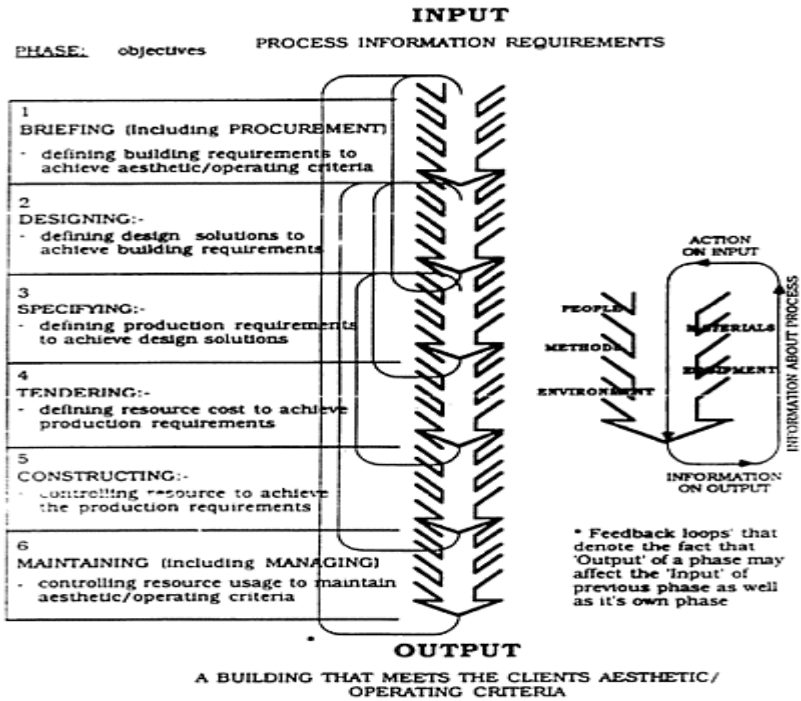 INPUT
PROCESS INFORMATION REQUIREMENTS
PHASE: objectives
1
BRIEFING (Including PROCUREMENT)
- defining building requirements to
achieve aesthetic/operating criteria
2
DESIGNING:-
- defining design solutions to
achieve building requirements
3
SPECIFYING:-
- defining production requirements
to achieve design solutions
4
TENDERING:-
- defining resource cost to achieve
production requirements
5
CONSTRUCTING:-
- controlling resource to achieve
the production requirements
6
MAINTAINING (including MANAGING)
- controlling resource usage to maintain
aesthetic/operating criteria
ACTION
ON INPUT
PEOPLE
MATERIALS
METHODS
EQUIPMENT
ENVIRONMENT
INFORMATION ABOUT PROCESS
INFORMATION
ON OUTPUT
* Feedback loops' that
denote the fact that
'Output' of a phase may
affect the 'Input' of
previous phase as well
as it's own phase
*
OUTPUT
A BUILDING THAT MEETS THE CLIENTS AESTHETIC/
OPERATING CRITERIA